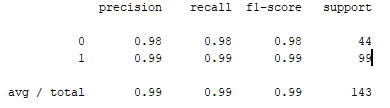 precision recall f1-score support
0 0.98 0.98 0.98 44
1 0.99 0.99 0.99 99
avg / total 0.99 0.99 0.99 143